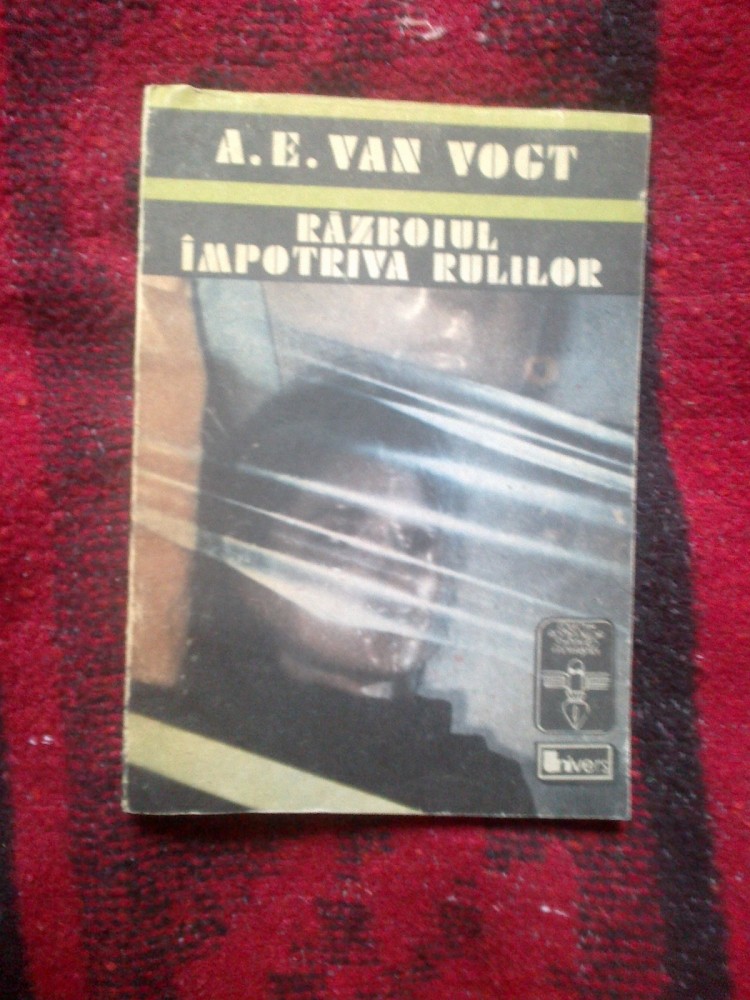 A. E. VAN VOGT
RĂZBOIUL
ÎMPOTRIVA RULILOR
Univers